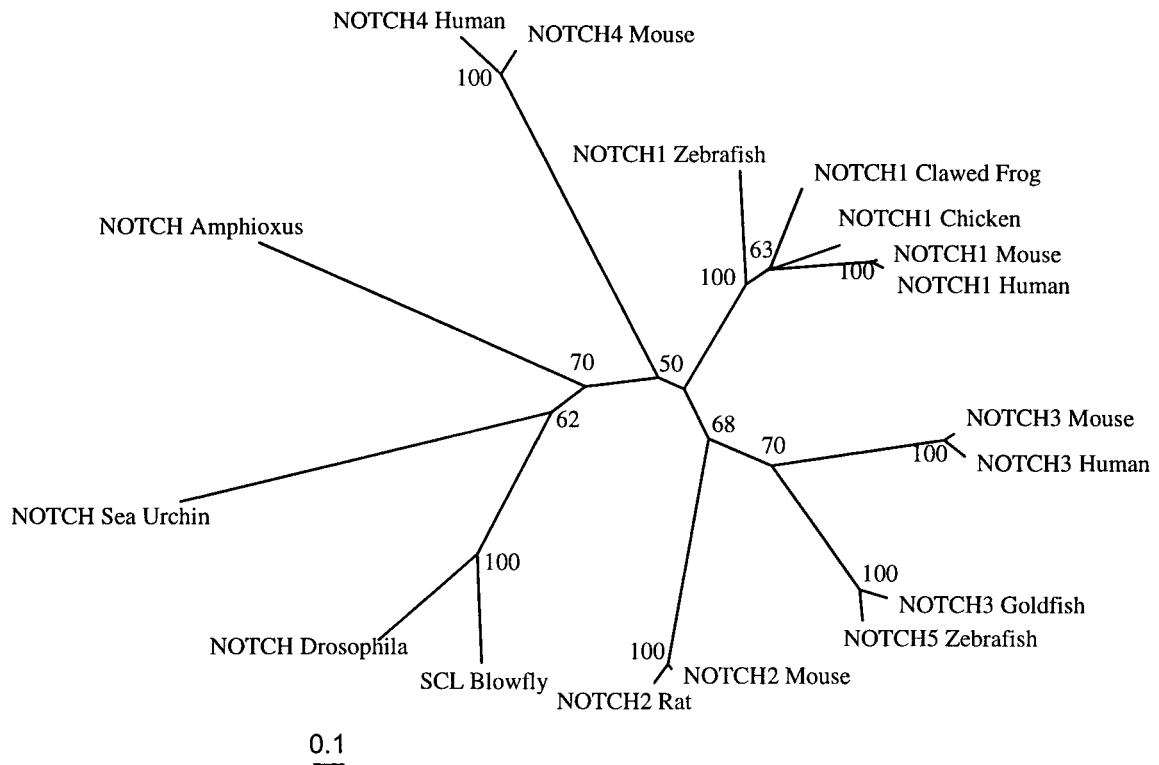 NOTCH4 Human
NOTCH4 Mouse
100
NOTCH1 Zebrafish
NOTCH1 Clawed Frog
NOTCH Amphioxus
NOTCH1 Chicken
63
NOTCH1 Mouse
100
100
NOTCH1 Human
70
50
NOTCH3 Mouse
62
68
70
100
NOTCH3 Human
NOTCH Sea Urchin
100
100
NOTCH3 Goldfish
NOTCH Drosophila
NOTCH5 Zebrafish
100
NOTCH2 Mouse
SCL Blowfly
NOTCH2 Rat
0.1